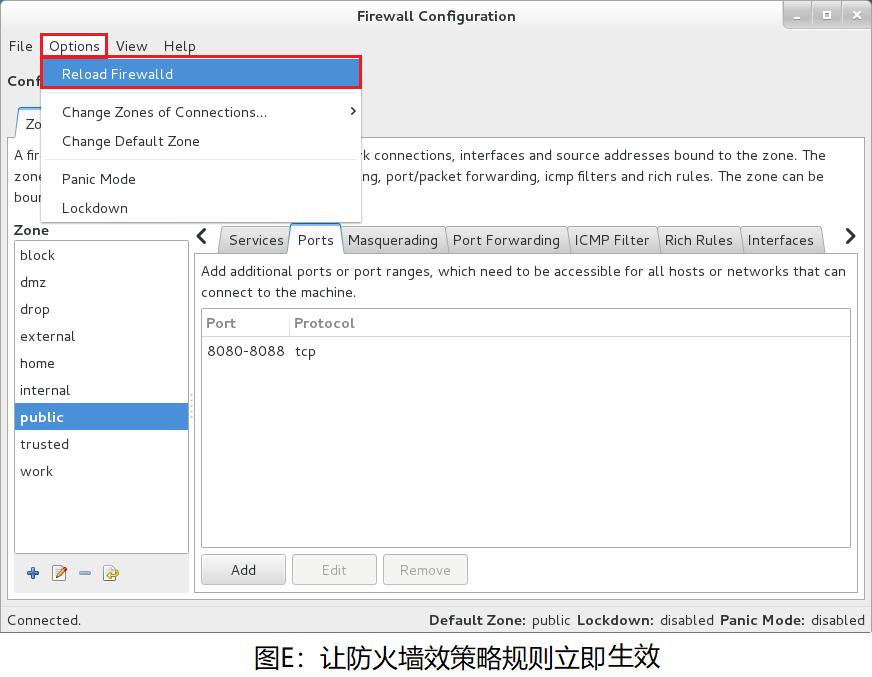 Firewall Configuration
File Options View Help
Reload Firewalld
Conf
Change Zones of Connections...
Zo
Change Default Zone
A fir k connections, interfaces and source addresses bound to the zone. The
zone ng, port/packet forwarding, icmp filters and rich rules. The zone can be
Panic Mode
boun
Lockdown
Zone
Services Ports Masquerading Port Forwarding ICMP Filter Rich Rules Interfaces
block
dmz
drop
external
home
internal
public
trusted
work
Add additional ports or port ranges, which need to be accessible for all hosts or networks that can
connect to the machine.
Port Protocol
8080-8088 tcp
Add Edit Remove
Connected.
Default Zone: public Lockdown: disabled Panic Mode: disabled
图E：让防火墙效策略规则立即生效